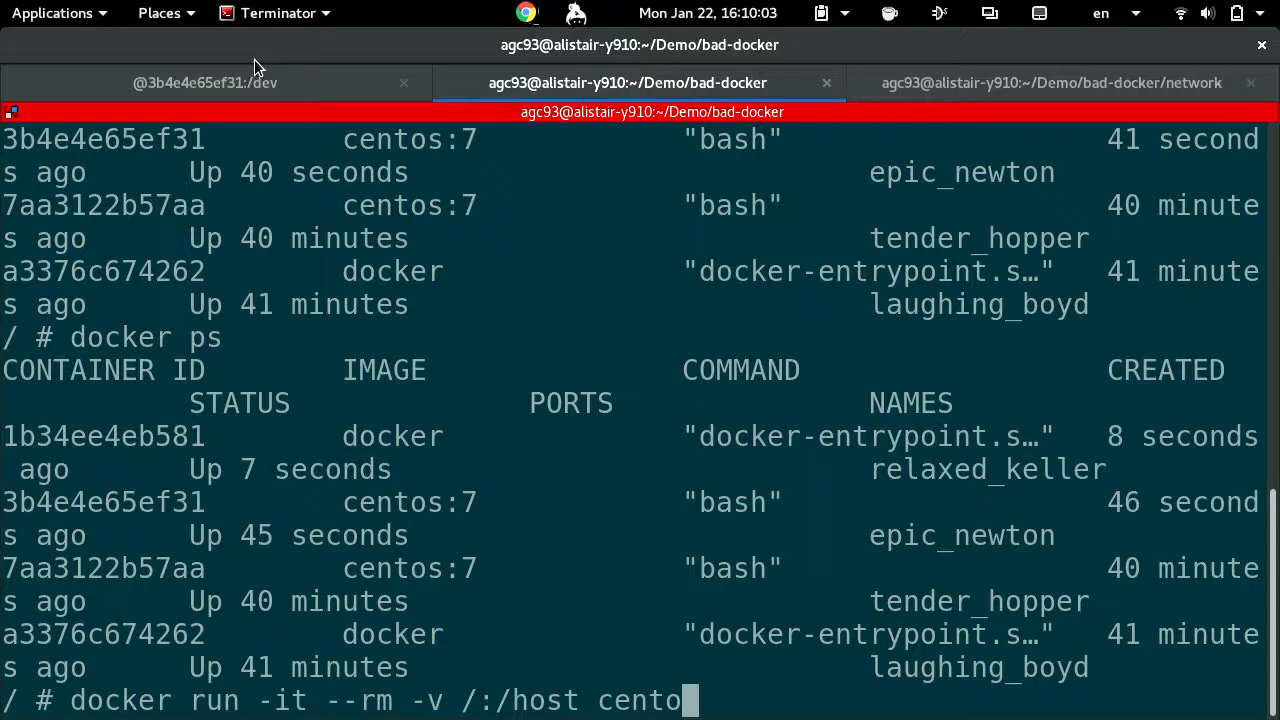 Applications Places Terminator Mon Jan 22, 16:10:03 en
agc93@alistair-y910:~/Demo/bad-docker
@3b4e4e65ef31:/dev agc93@alistair-y910:~/Demo/bad-docker agc93@alistair-y910:~/Demo/bad-docker/network
agc93@alistair-y910:~/Demo/bad-docker
3b4e4e65ef31 centos:7 "bash" 41 second
s ago Up 40 seconds epic_newton
7aa3122b57aa centos:7 "bash" 40 minute
s ago Up 40 minutes tender_hopper
a3376c674262 docker "docker-entrypoint.s…" 41 minute
s ago Up 41 minutes laughing_boyd
/ # docker ps
CONTAINER ID IMAGE COMMAND CREATED
STATUS PORTS NAMES
1b34ee4eb581 docker "docker-entrypoint.s…" 8 seconds
ago Up 7 seconds relaxed_keller
3b4e4e65ef31 centos:7 "bash" 46 second
s ago Up 45 seconds epic_newton
7aa3122b57aa centos:7 "bash" 40 minute
s ago Up 40 minutes tender_hopper
a3376c674262 docker "docker-entrypoint.s…" 41 minute
s ago Up 41 minutes laughing_boyd
/ # docker run -it --rm -v /:/host cento